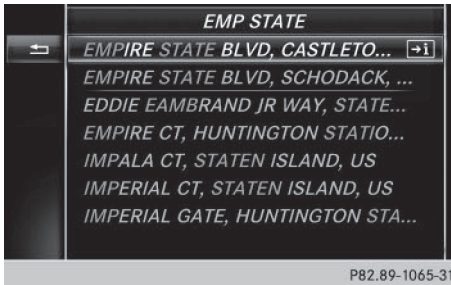 EMP STATE
EMPIRE STATE BLVD, CASTLETO...
EMPIRE STATE BLVD, SCHODACK, ...
EDDIE EAMBRAND JR WAY, STATE...
EMPIRE CT, HUNTINGTON STATIO...
IMPALA CT, STATEN ISLAND, US
IMPERIAL CT, STATEN ISLAND, US
IMPERIAL GATE, HUNTINGTON STA...
P82.89-1065-31